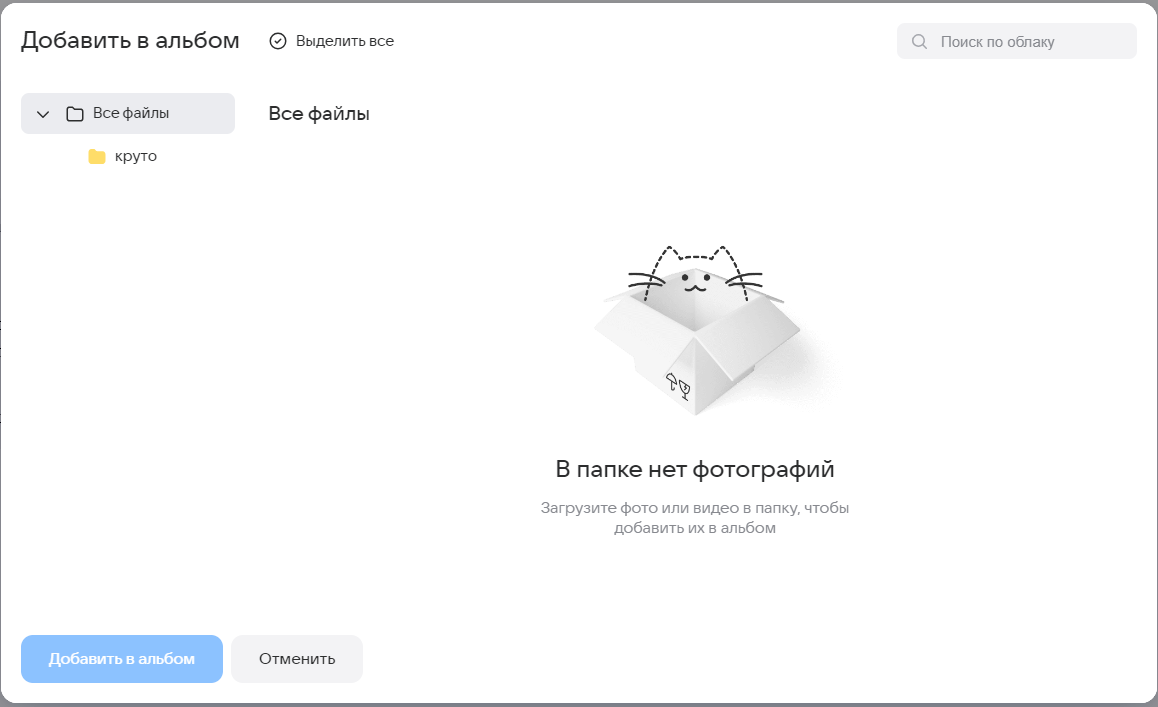 Добавить в альбом
Выделить все
Поиск по облаку
Все файлы
Все файлы
круто
В папке нет фотографий
Загрузите фото или видео в папку, чтобы
добавить их в альбом
Добавить в альбом
Отменить